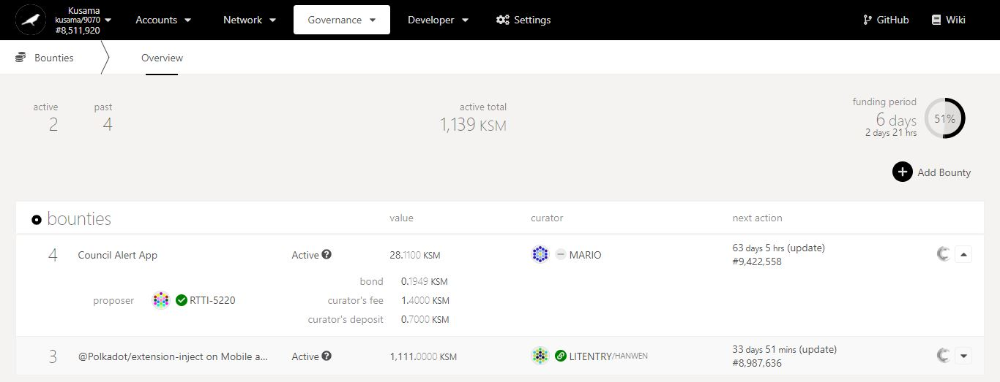 Kusama
kusama/9070
#8,511,920
Accounts
Network
Governance
Developer
Settings
GitHub
Wiki
Bounties
Overview
active
2
past
4
active total
1,139 KSM
funding period
6 days
2 days 21 hrs
51%
Add Bounty
bounties value curator next action
4 Council Alert App Active 28.1100 KSM MARIO 63 days 5 hrs (update)
#9,422,558
bond 0.1949 KSM
proposer RTTI-5220 curator's fee 1.4000 KSM
curator's deposit 0.7000 KSM
3 @Polkadot/extension-inject on Mobile a... Active 1,111.0000 KSM LITENTRY/HANWEN 33 days 51 mins (update)
#8,987,636